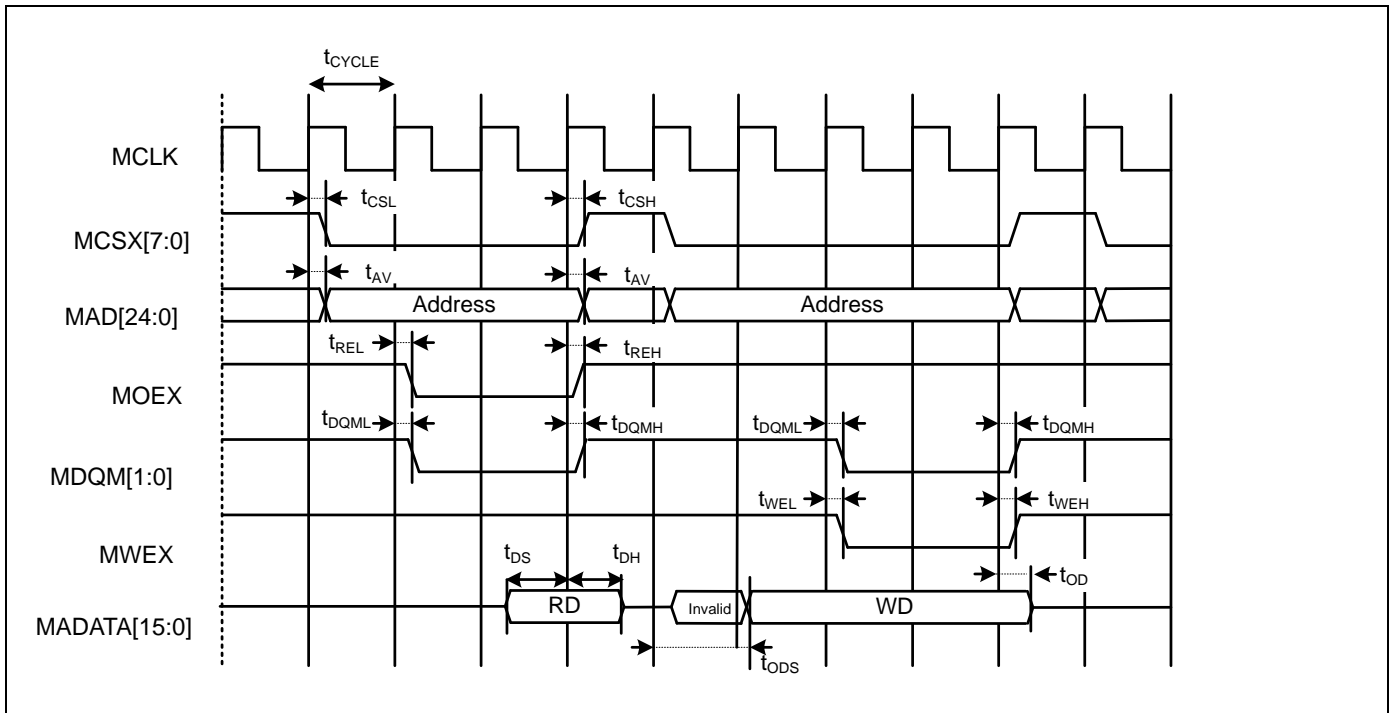 tCYCLE
MCLK
tCSL tCSH
MCSX[7:0]
tAV tAV
MAD[24:0] Address Address
tREL tREH
MOEX
tDQML tDQMH tDQML tDQMH
MDQM[1:0]
tWEL tWEH
MWEX
tDS tDH tOD
MADATA[15:0] RD Invalid WD
tODS